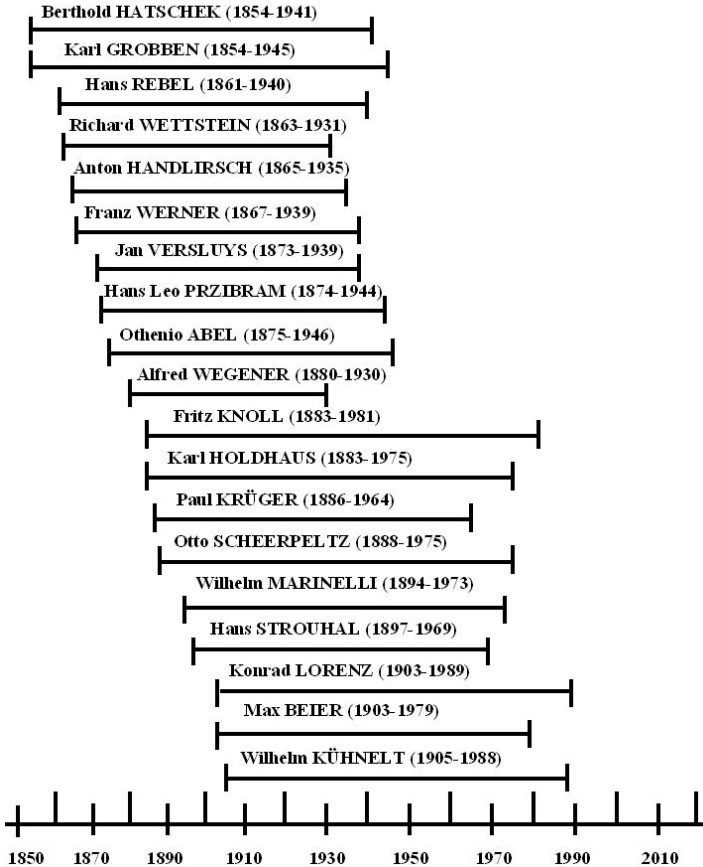 Berthold HATSCHEK (1854-1941)
Karl GROBBEN (1854-1945)
Hans REBEL (1861-1940)
Richard WETTSTEIN (1863-1931)
Anton HANDLIRSCH (1865-1935)
Franz WERNER (1867-1939)
Jan VERSLUYS (1873-1939)
Hans Leo PRZIBRAM (1874-1944)
Othenio ABEL (1875-1946)
Alfred WEGENER (1880-1930)
Fritz KNOLL (1883-1981)
Karl HOLDHAUS (1883-1975)
Paul KRÜGER (1886-1964)
Otto SCHEERPELTZ (1888-1975)
Wilhelm MARINELLI (1894-1973)
Hans STROUHAL (1897-1969)
Konrad LORENZ (1903-1989)
Max BEIER (1903-1979)
Wilhelm KÜHNELT (1905-1988)
1850 1870 1890 1910 1930 1950 1970 1990 2010